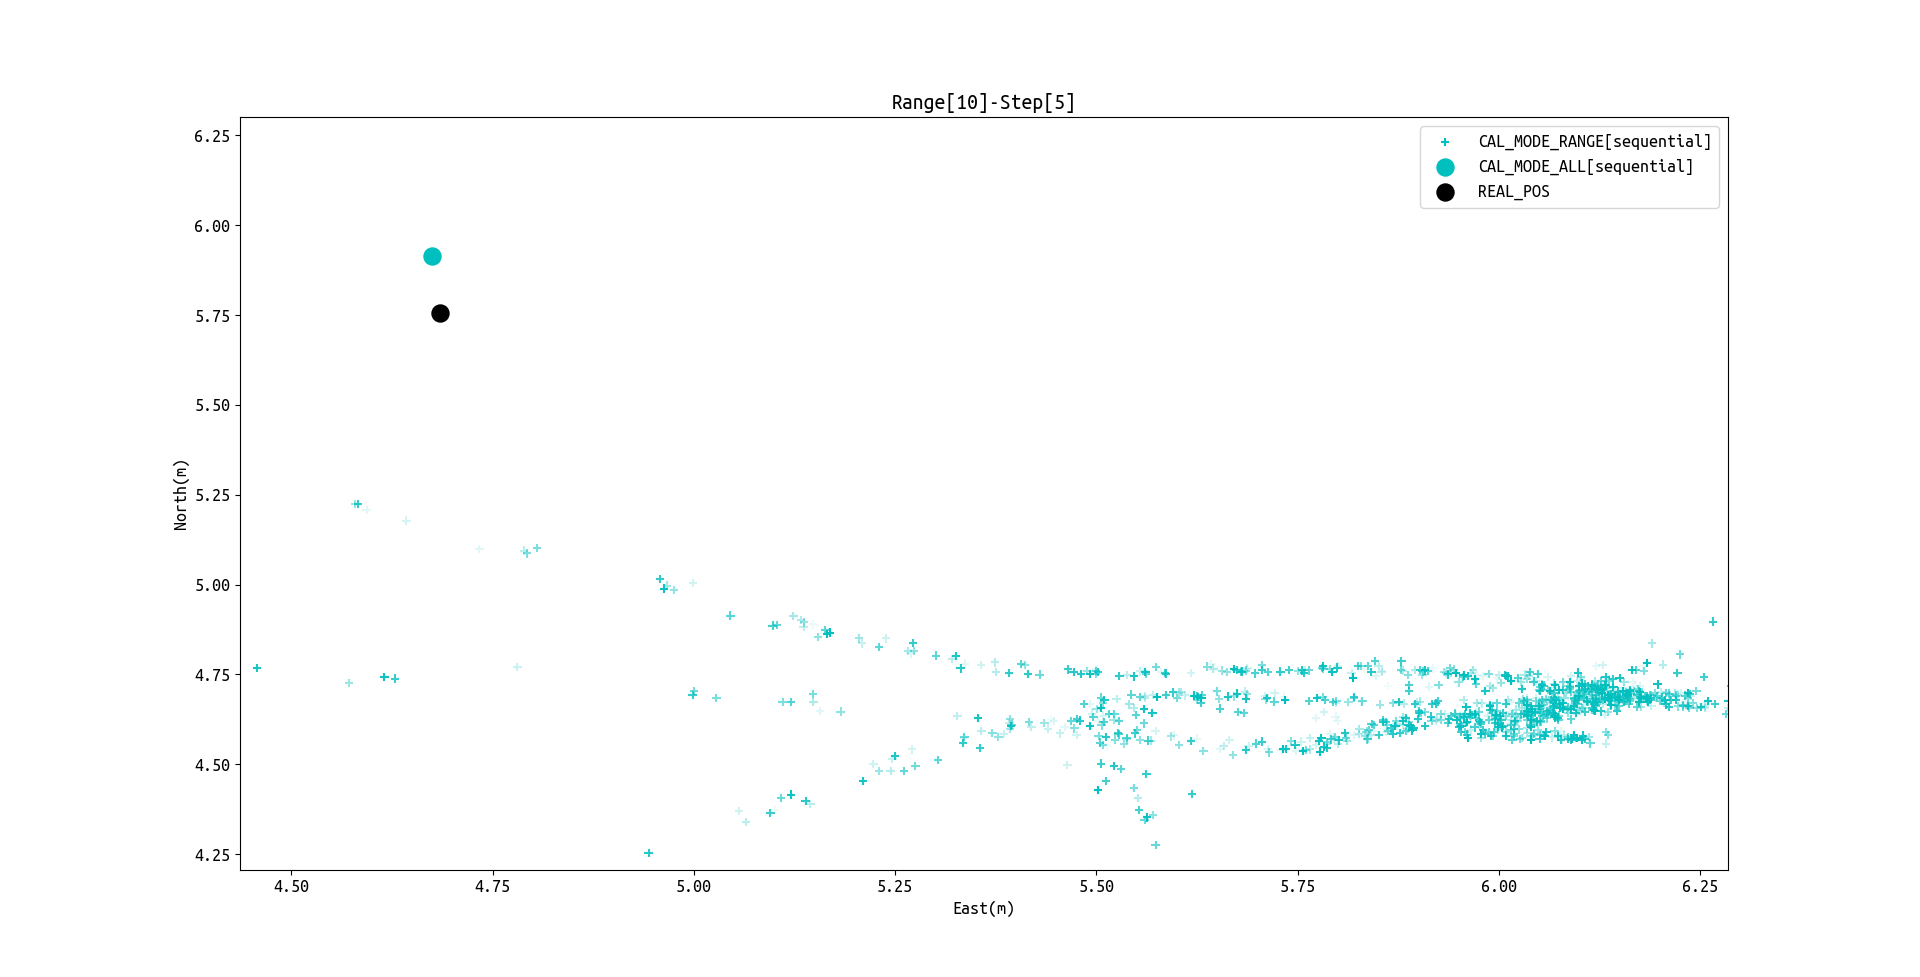 Range[10]-Step[5]
CAL_MODE_RANGE[sequential]
CAL_MODE_ALL[sequential]
REAL_POS
6.25
6.00
5.75
5.50
5.25
5.00
4.75
4.50
4.25
North(m)
4.50 4.75 5.00 5.25 5.50 5.75 6.00 6.25
East(m)